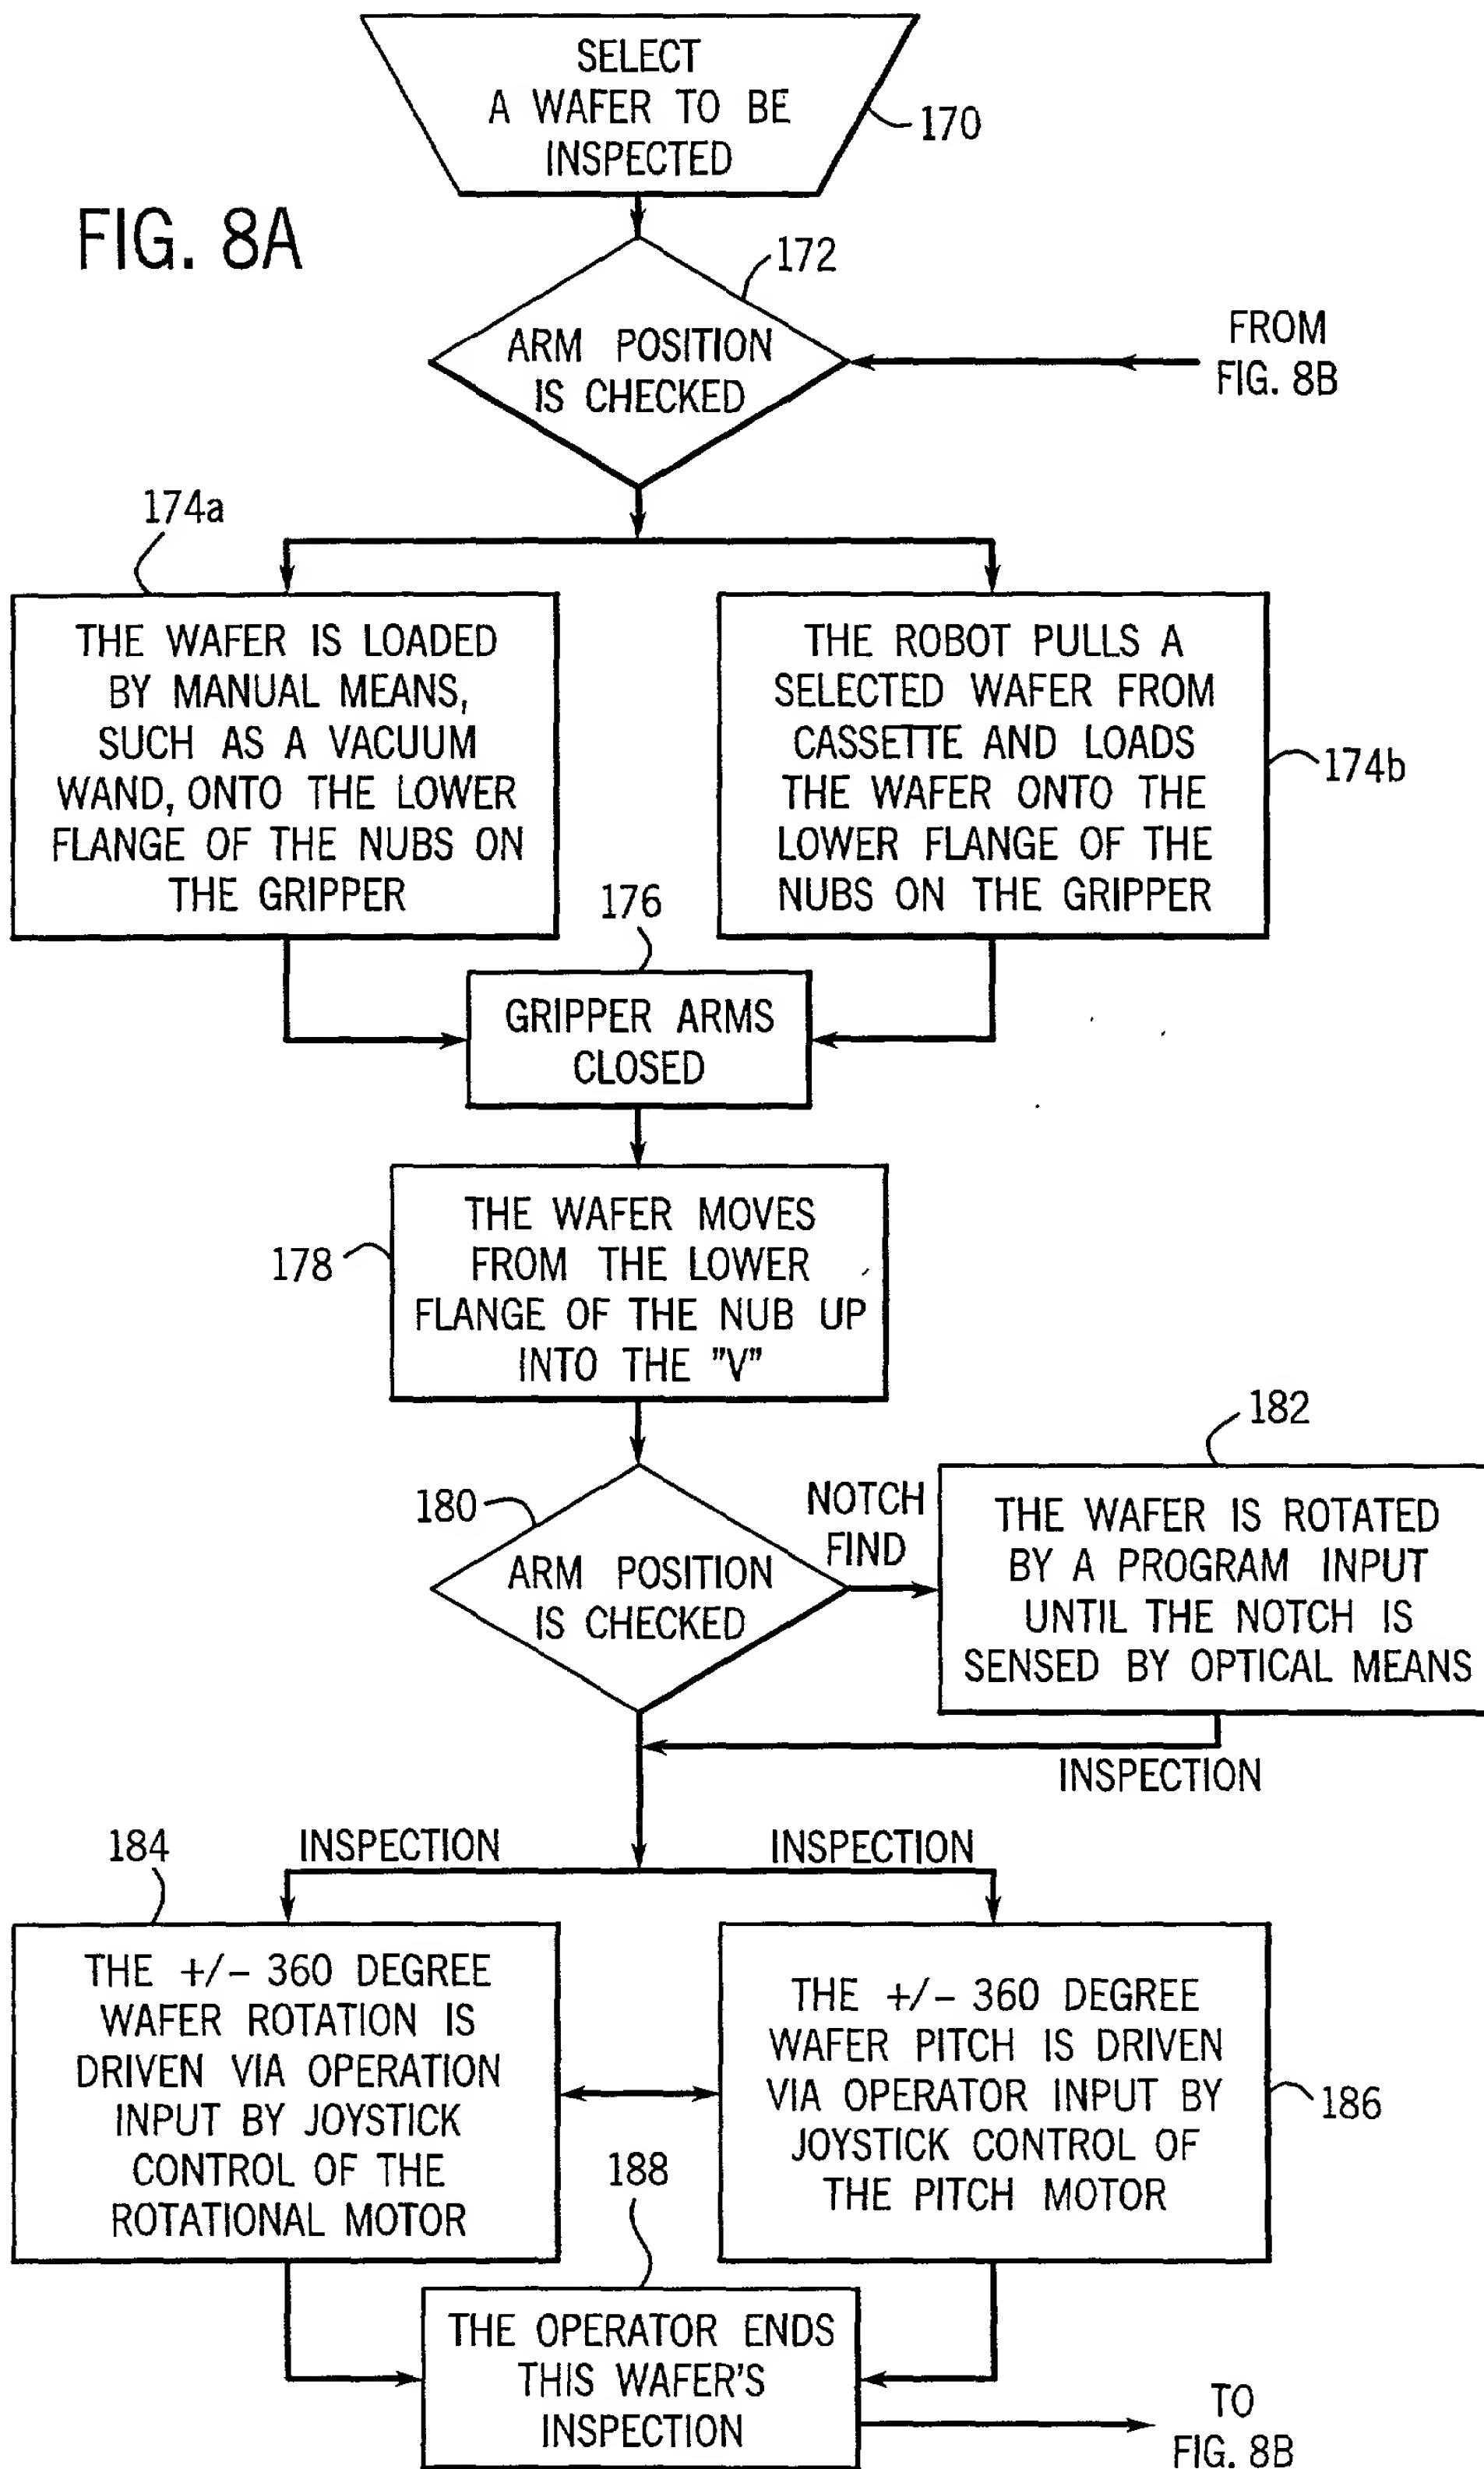 SELECT
A WAFER TO BE
INSPECTED
170
FIG. 8A
172
ARM POSITION
IS CHECKED
FROM
FIG. 8B
174a
THE WAFER IS LOADED
BY MANUAL MEANS,
SUCH AS A VACUUM
WAND, ONTO THE LOWER
FLANGE OF THE NUBS ON
THE GRIPPER
THE ROBOT PULLS A
SELECTED WAFER FROM
CASSETTE AND LOADS
THE WAFER ONTO THE
LOWER FLANGE OF THE
NUBS ON THE GRIPPER
174b
176
GRIPPER ARMS
CLOSED
178
THE WAFER MOVES
FROM THE LOWER
FLANGE OF THE NUB UP
INTO THE "V"
180
ARM POSITION
IS CHECKED
NOTCH
FIND
182
THE WAFER IS ROTATED
BY A PROGRAM INPUT
UNTIL THE NOTCH IS
SENSED BY OPTICAL MEANS
INSPECTION
184
INSPECTION
INSPECTION
THE +/- 360 DEGREE
WAFER ROTATION IS
DRIVEN VIA OPERATION
INPUT BY JOYSTICK
CONTROL OF THE
ROTATIONAL MOTOR
THE +/- 360 DEGREE
WAFER PITCH IS DRIVEN
VIA OPERATOR INPUT BY
JOYSTICK CONTROL OF
THE PITCH MOTOR
186
188
THE OPERATOR ENDS
THIS WAFER'S
INSPECTION
TO
FIG. 8B